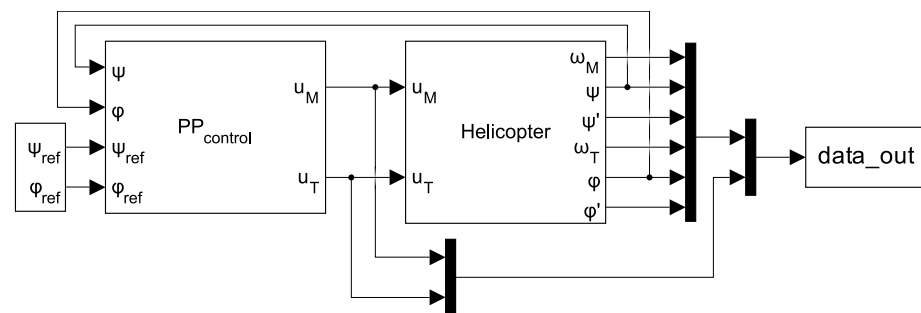 ψ
φ
ψref
φref
ψref
φref
PPcontrol
uM
uT
uM
uT
Helicopter
ωM
ψ
ψ'
ωT
φ
φ'
data_out